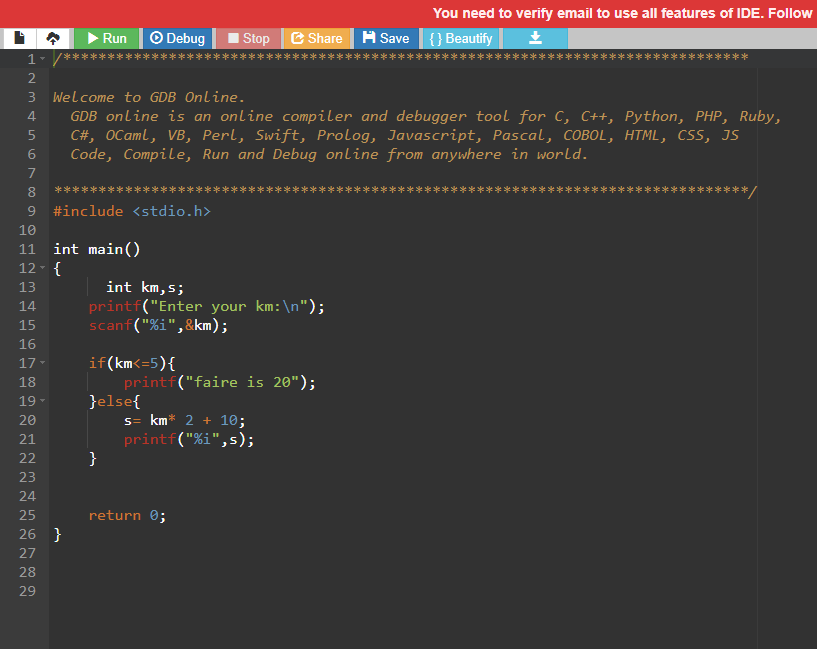 You need to verify email to use all features of IDE. Follow
Run Debug Stop Share Save { } Beautify
1 /******************************************************************************
2
3 Welcome to GDB Online.
4   GDB online is an online compiler and debugger tool for C, C++, Python, PHP, Ruby,
5   C#, OCaml, VB, Perl, Swift, Prolog, Javascript, Pascal, COBOL, HTML, CSS, JS
6   Code, Compile, Run and Debug online from anywhere in world.
7
8 *******************************************************************************/
9 #include <stdio.h>
10
11 int main()
12 {
13       int km,s;
14     printf("Enter your km:\n");
15     scanf("%i",&km);
16
17     if(km<=5){
18         printf("faire is 20");
19     }else{
20         s= km* 2 + 10;
21         printf("%i",s);
22     }
23
24
25     return 0;
26 }
27
28
29